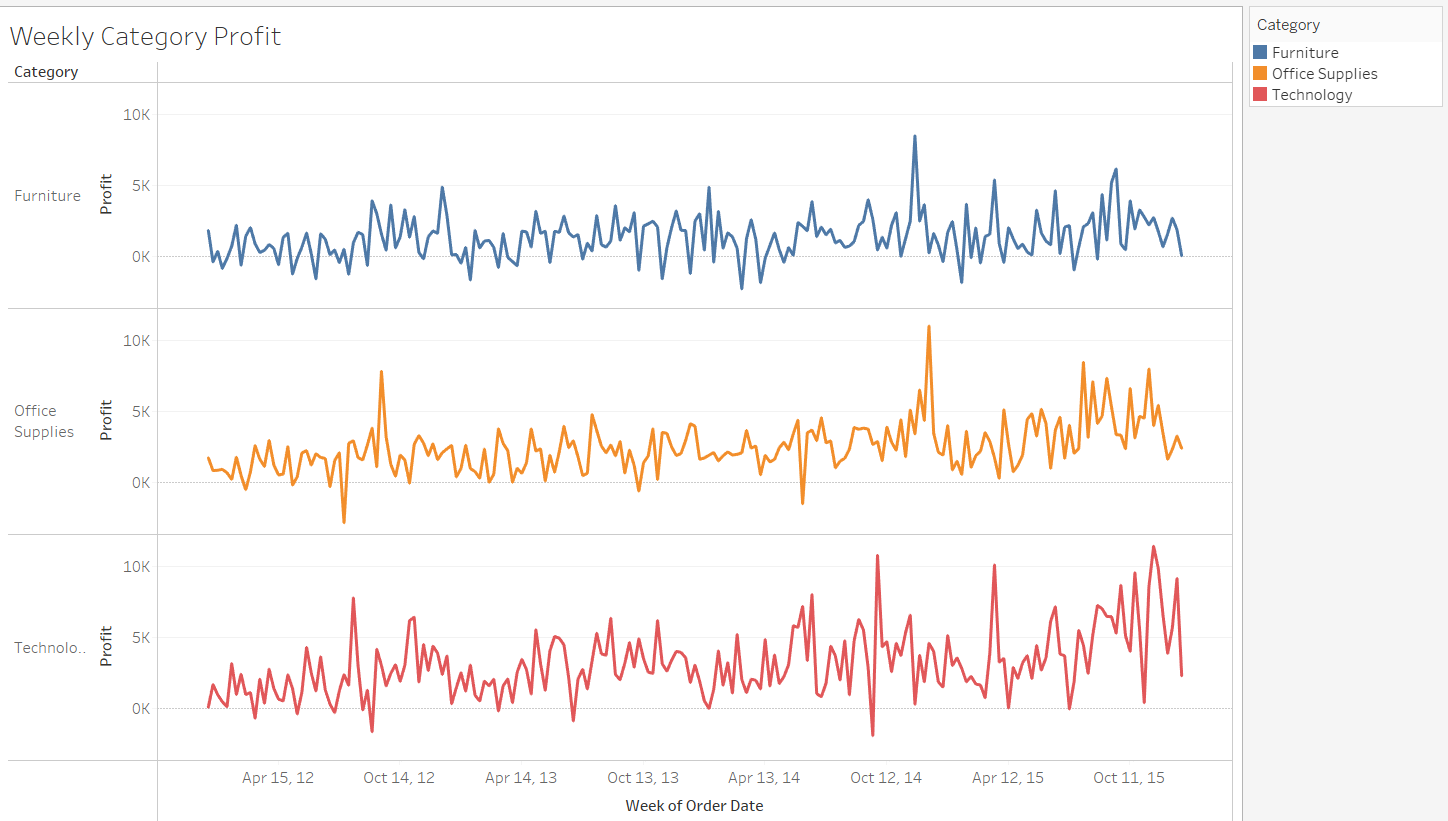 Weekly Category Profit
Category
Furniture
Profit
10K
5K
0K
Office
Supplies
Profit
10K
5K
0K
Technolo..
Profit
10K
5K
0K
Apr 15, 12 Oct 14, 12 Apr 14, 13 Oct 13, 13 Apr 13, 14 Oct 12, 14 Apr 12, 15 Oct 11, 15
Week of Order Date
Category
Furniture
Office Supplies
Technology